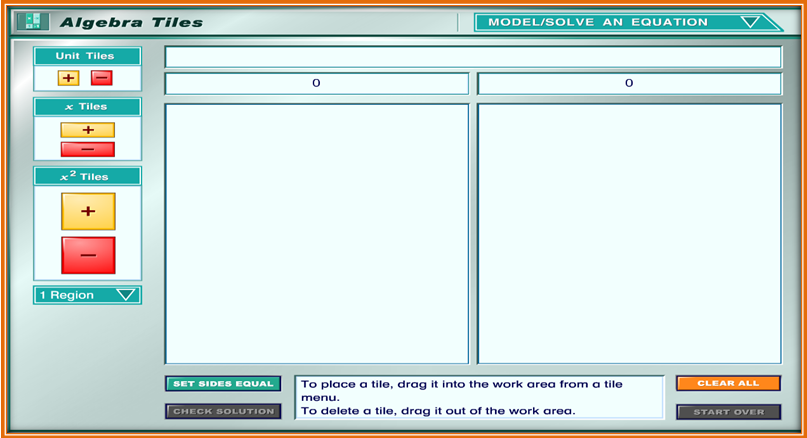 Algebra Tiles
MODEL/SOLVE AN EQUATION
Unit Tiles
+ −
x Tiles
+
−
x² Tiles
+
−
1 Region
0 0
SET SIDES EQUAL
CHECK SOLUTION
To place a tile, drag it into the work area from a tile
menu.
To delete a tile, drag it out of the work area.
CLEAR ALL
START OVER